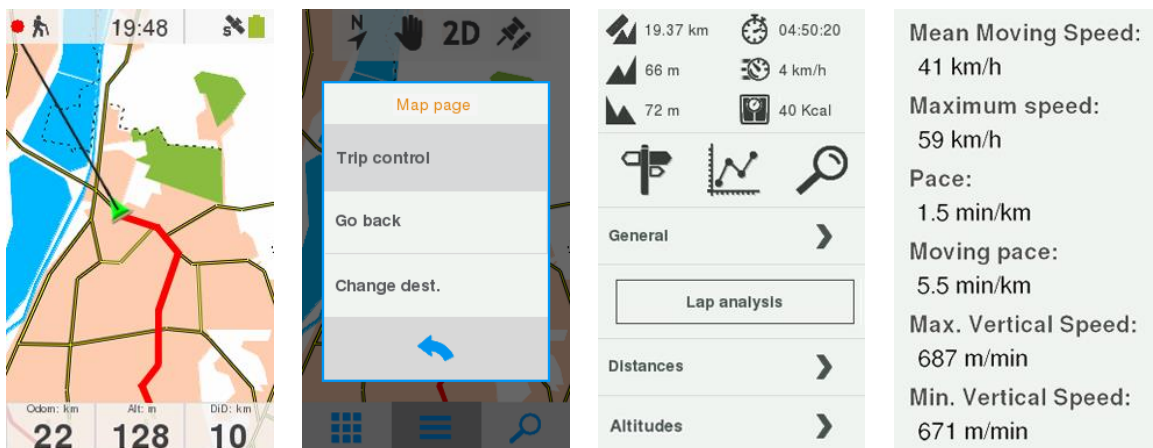 19:48
S
Odom: km
Alt: m
DiD: km
22
128
10
N
2D
Map page
Trip control
Go back
Change dest.
19.37 km
04:50:20
66 m
4 km/h
72 m
40 Kcal
General
Lap analysis
Distances
Altitudes
Mean Moving Speed:
41 km/h
Maximum speed:
59 km/h
Pace:
1.5 min/km
Moving pace:
5.5 min/km
Max. Vertical Speed:
687 m/min
Min. Vertical Speed:
671 m/min